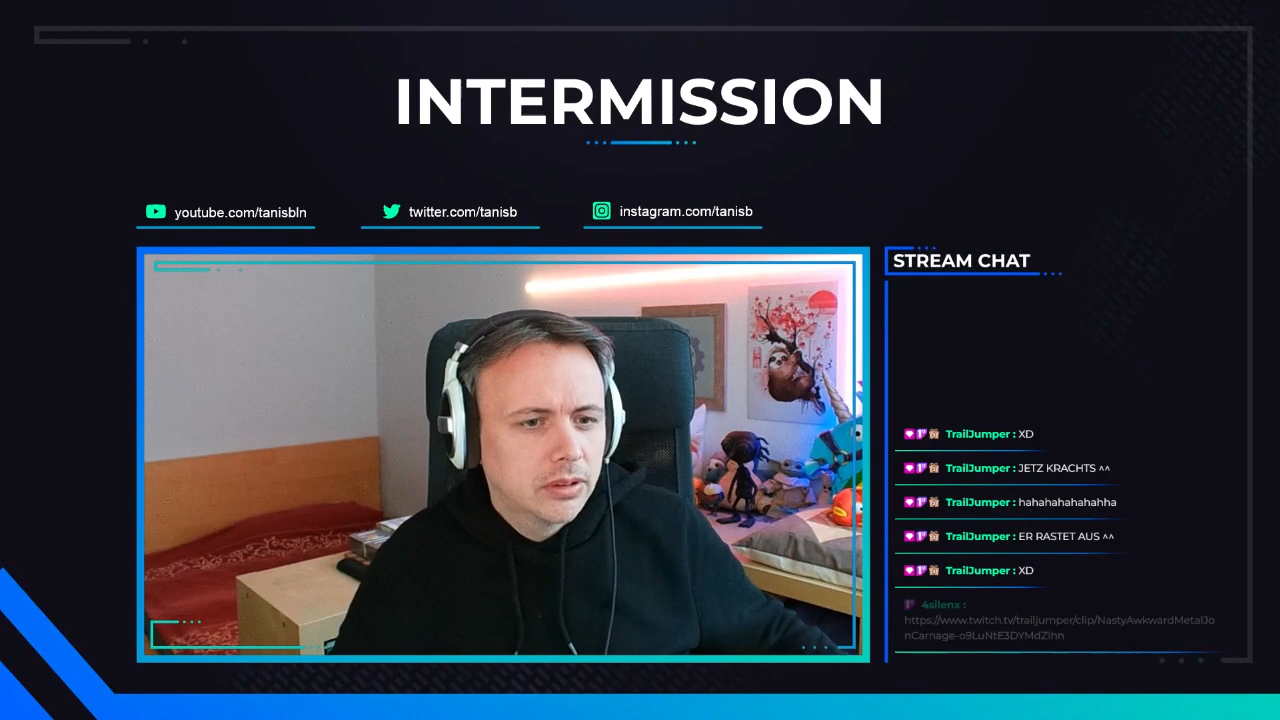 INTERMISSION
youtube.com/tanisbln
twitter.com/tanisb
instagram.com/tanisb
STREAM CHAT
TrailJumper : XD
TrailJumper : JETZ KRACHTS ^^
TrailJumper : hahahahahahahha
TrailJumper : ER RASTET AUS ^^
TrailJumper : XD
4silenx :
https://www.twitch.tv/trailjumper/clip/NastyAwkwardMetalJo
nCarnage-o9LuNtE3DYMdZlhn